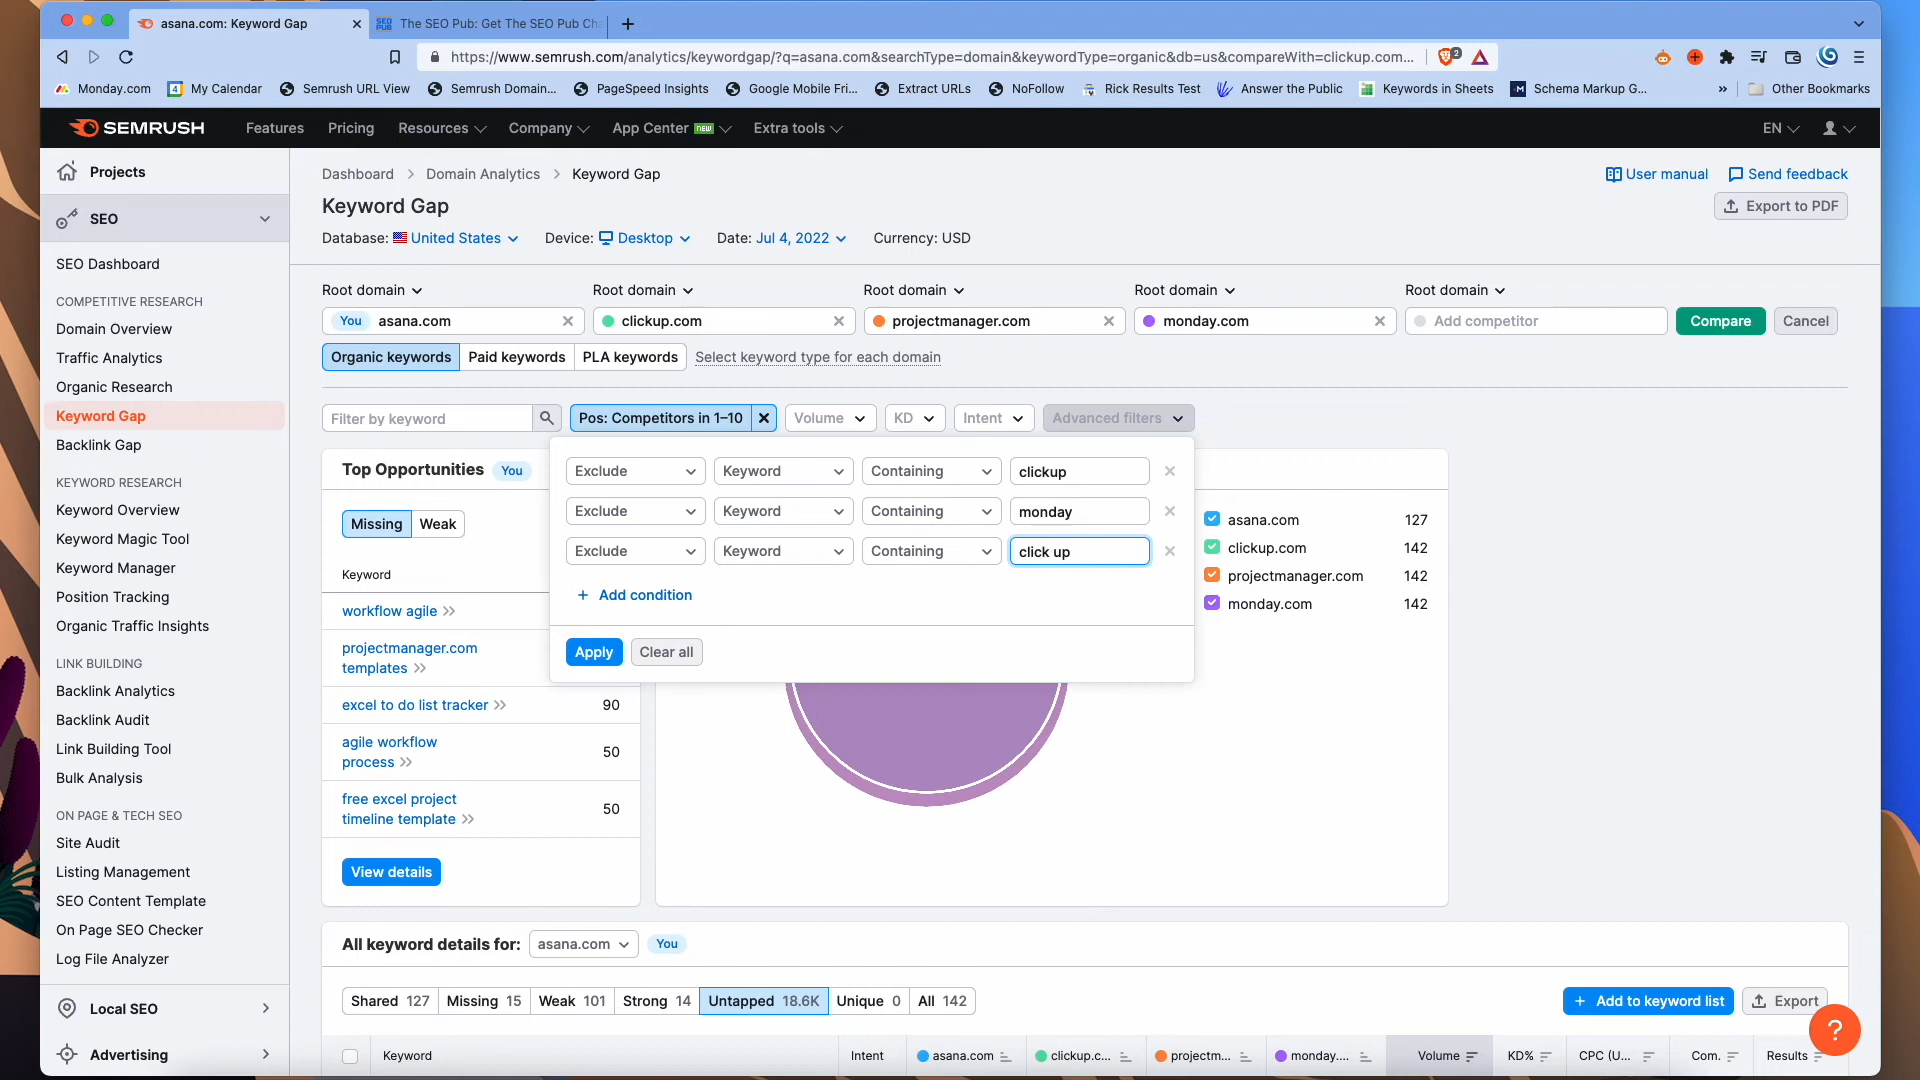 asana.com: Keyword Gap
The SEO Pub: Get The SEO Pub Ch
https://www.semrush.com/analytics/keywordgap/?q=asana.com&searchType=domain&keywordType=organic&db=us&compareWith=clickup.com...
2
Monday.com My Calendar Semrush URL View Semrush Domain... PageSpeed Insights Google Mobile Fri... Extract URLs NoFollow Rick Results Test Answer the Public Keywords in Sheets Schema Markup G... » Other Bookmarks
SEMRUSH Features Pricing Resources Company App Center NEW Extra tools EN
Projects
SEO
SEO Dashboard
COMPETITIVE RESEARCH
Domain Overview
Traffic Analytics
Organic Research
Keyword Gap
Backlink Gap
KEYWORD RESEARCH
Keyword Overview
Keyword Magic Tool
Keyword Manager
Position Tracking
Organic Traffic Insights
LINK BUILDING
Backlink Analytics
Backlink Audit
Link Building Tool
Bulk Analysis
ON PAGE & TECH SEO
Site Audit
Listing Management
SEO Content Template
On Page SEO Checker
Log File Analyzer
Local SEO
Advertising
Dashboard > Domain Analytics > Keyword Gap
User manual Send feedback
Keyword Gap
Export to PDF
Database: United States Device: Desktop Date: Jul 4, 2022 Currency: USD
Root domain Root domain Root domain Root domain Root domain
You asana.com clickup.com projectmanager.com monday.com Add competitor Compare Cancel
Organic keywords Paid keywords PLA keywords Select keyword type for each domain
Filter by keyword Pos: Competitors in 1–10 Volume KD Intent Advanced filters
Exclude Keyword Containing clickup
Exclude Keyword Containing monday
Exclude Keyword Containing click up
+ Add condition
Apply Clear all
Top Opportunities You
Missing Weak
Keyword
workflow agile
projectmanager.com
templates
excel to do list tracker 90
agile workflow
process 50
free excel project
timeline template 50
View details
asana.com 127
clickup.com 142
projectmanager.com 142
monday.com 142
All keyword details for: asana.com You
Shared 127 Missing 15 Weak 101 Strong 14 Untapped 18.6K Unique 0 All 142
+ Add to keyword list Export
?
Keyword Intent asana.com clickup.c... projectm... monday.... Volume KD% CPC (U... Com. Results